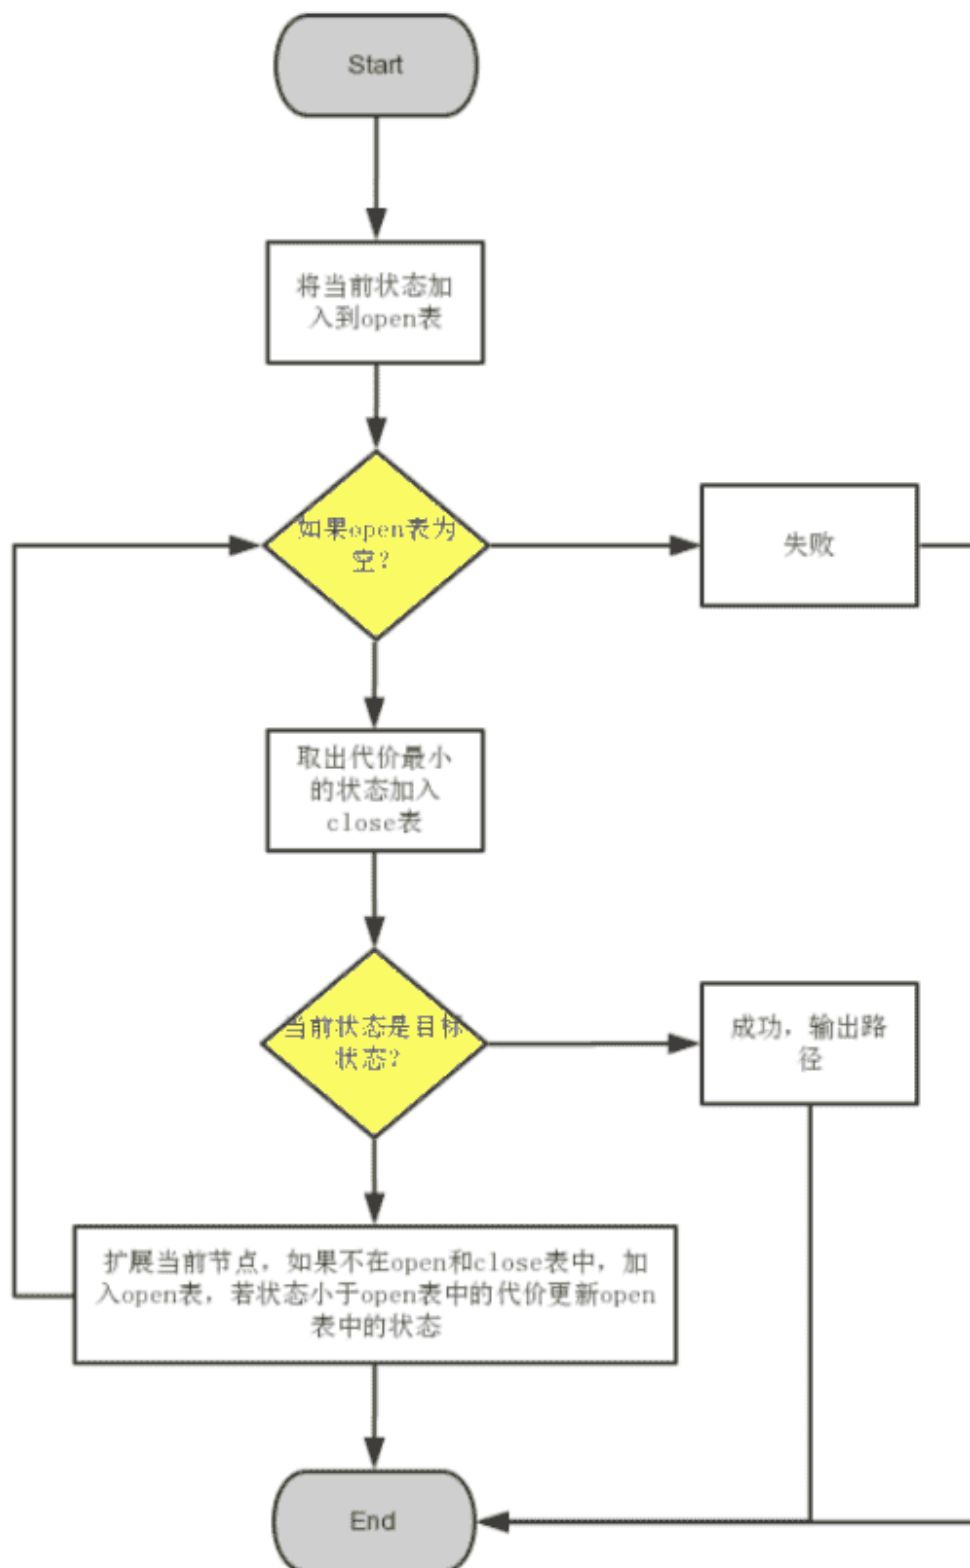 Start
将当前状态加
入到open表
如果open表为
空？
失败
取出代价最小
的状态加入
close表
当前状态是目标
状态？
成功，输出路
径
扩展当前节点，如果不在open和close表中，加
入open表，若状态小于open表中的代价更新open
表中的状态
End